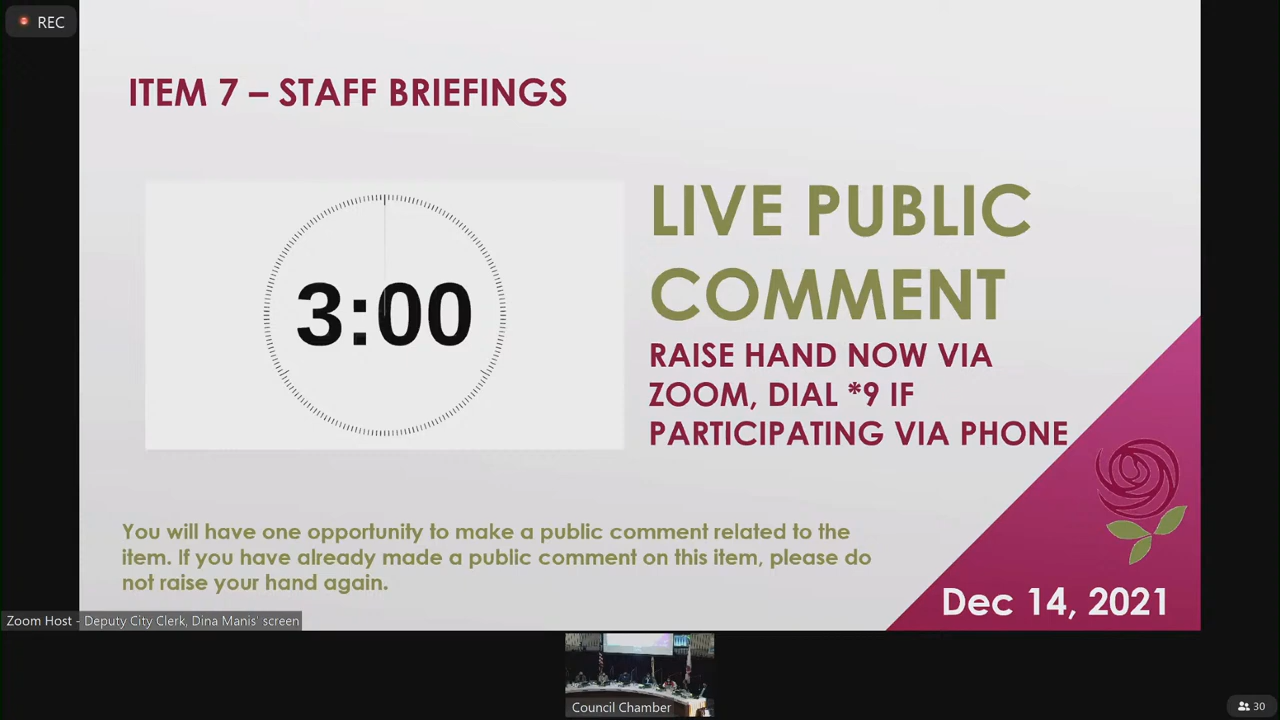 REC
ITEM 7 – STAFF BRIEFINGS
3:00
LIVE PUBLIC
COMMENT
RAISE HAND NOW VIA
ZOOM, DIAL *9 IF
PARTICIPATING VIA PHONE
You will have one opportunity to make a public comment related to the
item. If you have already made a public comment on this item, please do
not raise your hand again.
Dec 14, 2021
Zoom Host - Deputy City Clerk, Dina Manis' screen
Council Chamber
30